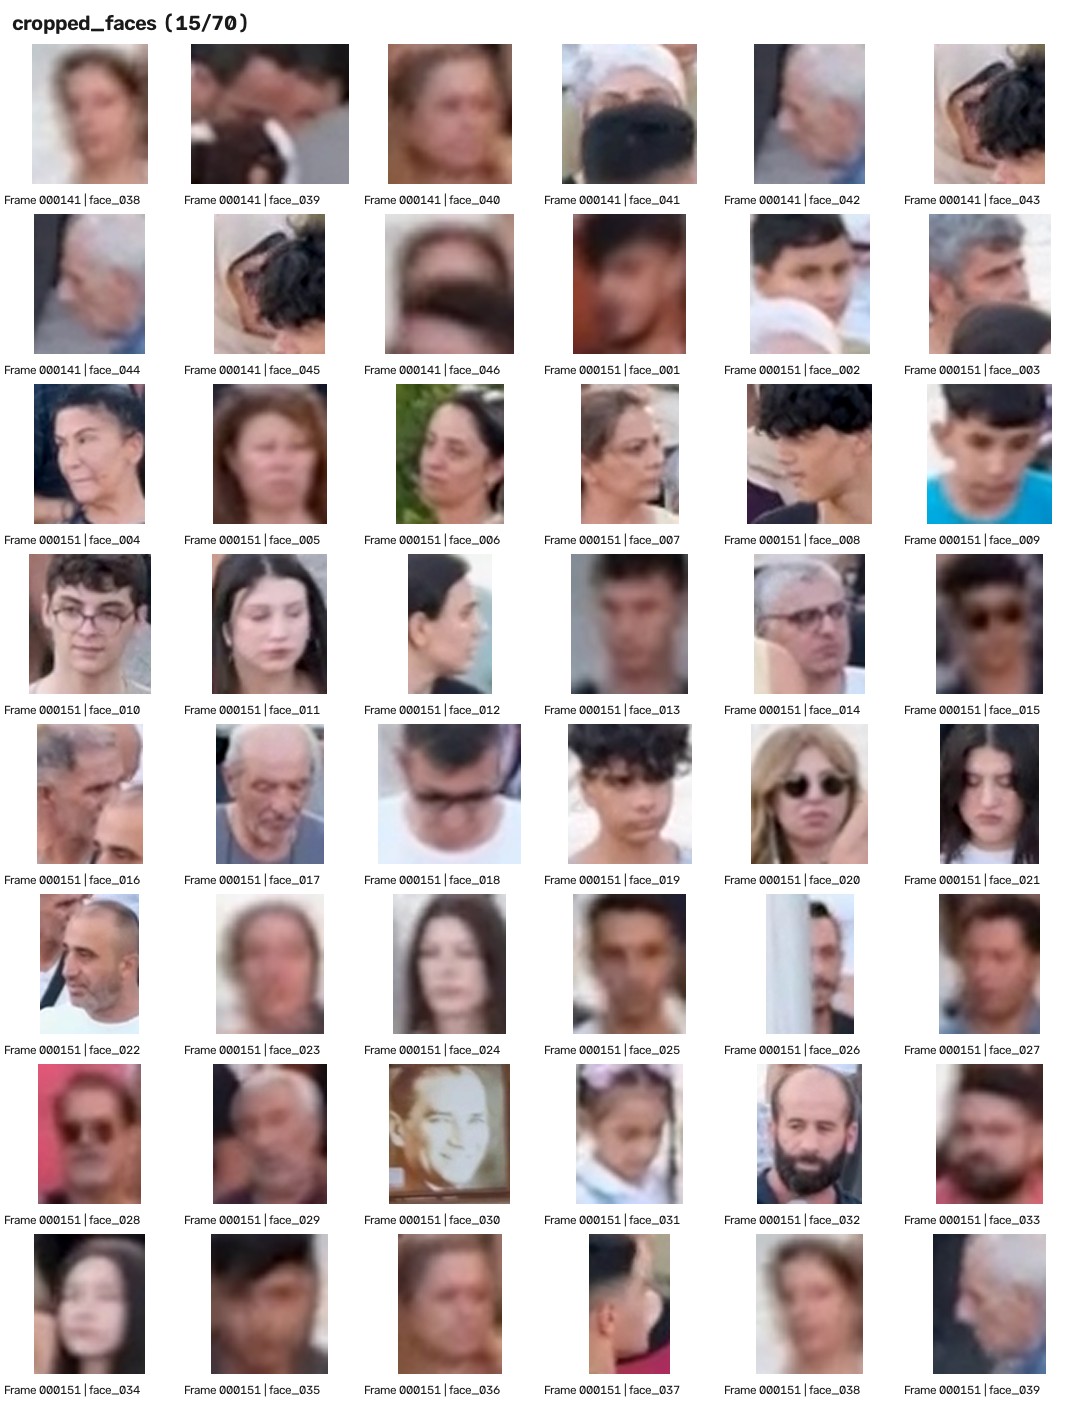 cropped_faces (15/70)
Frame 000141 | face_038
Frame 000141 | face_039
Frame 000141 | face_040
Frame 000141 | face_041
Frame 000141 | face_042
Frame 000141 | face_043
Frame 000141 | face_044
Frame 000141 | face_045
Frame 000141 | face_046
Frame 000151 | face_001
Frame 000151 | face_002
Frame 000151 | face_003
Frame 000151 | face_004
Frame 000151 | face_005
Frame 000151 | face_006
Frame 000151 | face_007
Frame 000151 | face_008
Frame 000151 | face_009
Frame 000151 | face_010
Frame 000151 | face_011
Frame 000151 | face_012
Frame 000151 | face_013
Frame 000151 | face_014
Frame 000151 | face_015
Frame 000151 | face_016
Frame 000151 | face_017
Frame 000151 | face_018
Frame 000151 | face_019
Frame 000151 | face_020
Frame 000151 | face_021
Frame 000151 | face_022
Frame 000151 | face_023
Frame 000151 | face_024
Frame 000151 | face_025
Frame 000151 | face_026
Frame 000151 | face_027
Frame 000151 | face_028
Frame 000151 | face_029
Frame 000151 | face_030
Frame 000151 | face_031
Frame 000151 | face_032
Frame 000151 | face_033
Frame 000151 | face_034
Frame 000151 | face_035
Frame 000151 | face_036
Frame 000151 | face_037
Frame 000151 | face_038
Frame 000151 | face_039